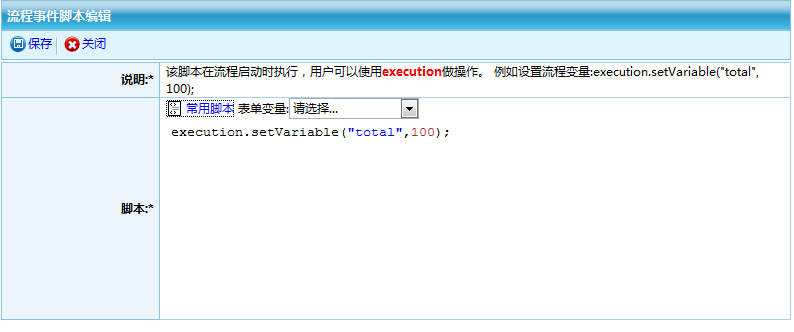 流程事件脚本编辑
保存 关闭
说明:* 该脚本在流程启动时执行，用户可以使用execution做操作。 例如设置流程变量:execution.setVariable("total",
100);
常用脚本 表单变量: 请选择...
execution.setVariable("total",100);
脚本:*